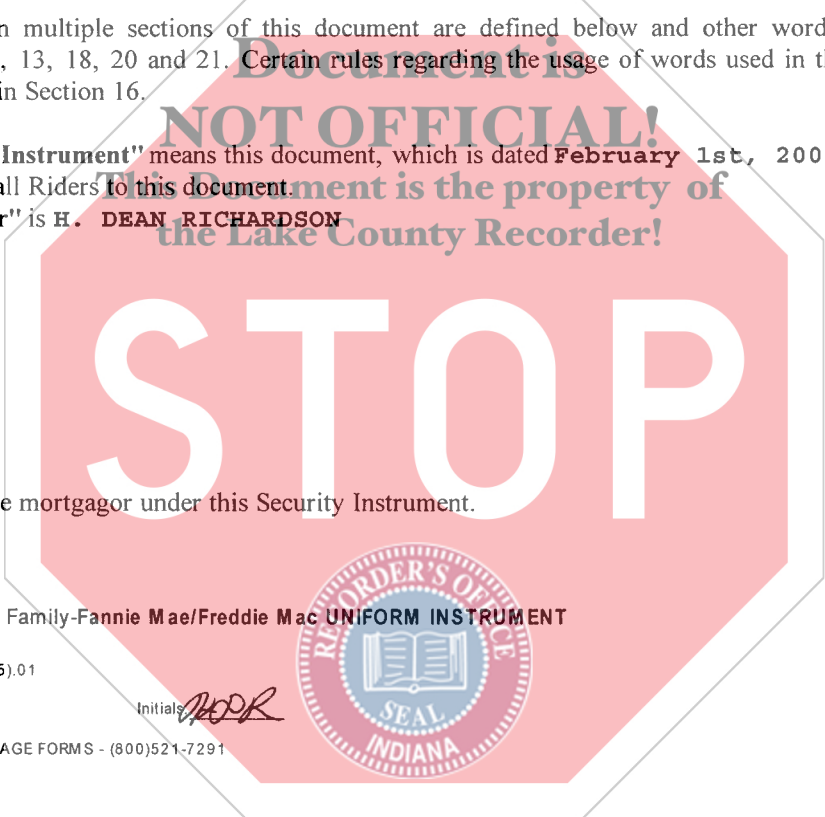 n multiple sections of this document are defined below and other word
, 13, 18, 20 and 21. Certain rules regarding the usage of words used in t
in Section 16.
Document is
NOT OFFICIAL!
Instrument" means this document, which is dated February 1st, 200
all Riders to this document.
This Document is the property of
r" is H. DEAN RICHARDSON
the Lake County Recorder!
STOP
e mortgagor under this Security Instrument.
Family-Fannie Mae/Freddie Mac UNIFORM INSTRUMENT
).01
Initials: HDR
AGE FORMS - (800)521-7291
RECORDER'S OFFICE
SEAL
INDIANA